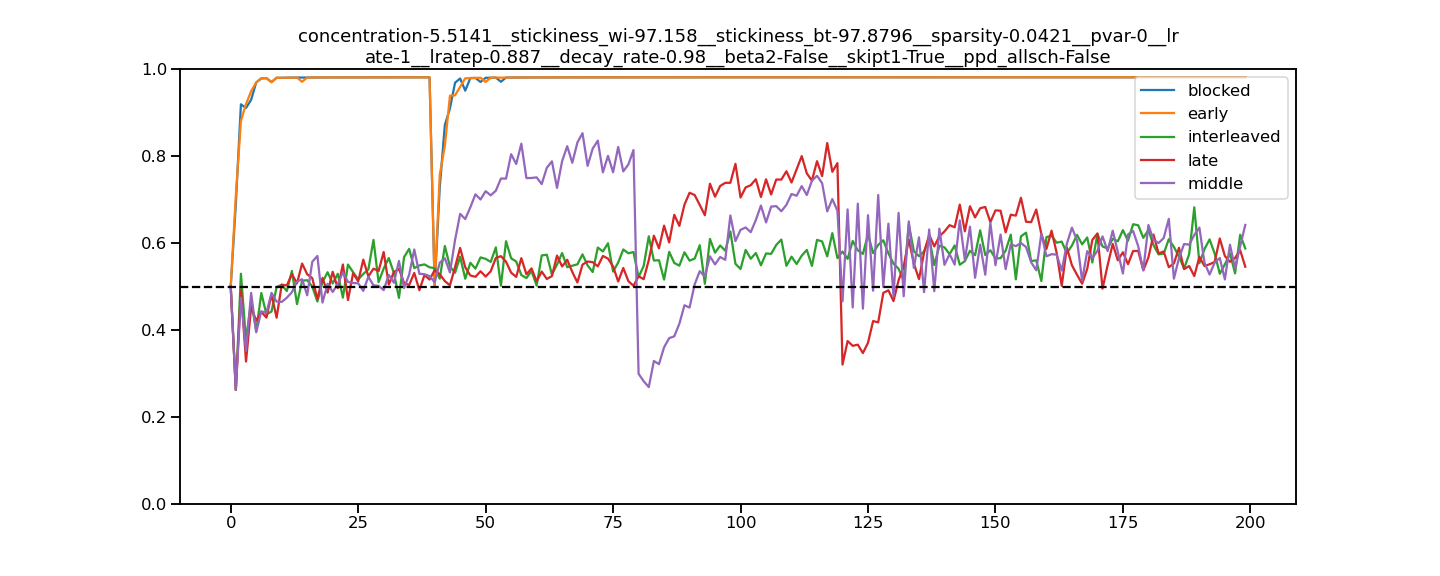 concentration-5.5141__stickiness_wi-97.158__stickiness_bt-97.8796__sparsity-0.0421__pvar-0__lr
ate-1__lratep-0.887__decay_rate-0.98__beta2-False__skipt1-True__ppd_allsch-False
1.0
0.8
0.6
0.4
0.2
0.0
blocked
early
interleaved
late
middle
0 25 50 75 100 125 150 175 200